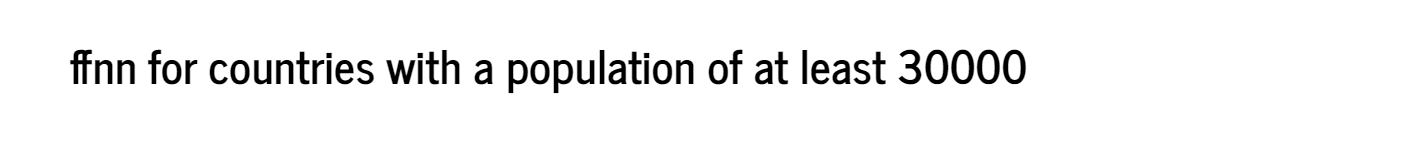 ffnn for countries with a population of at least 30000